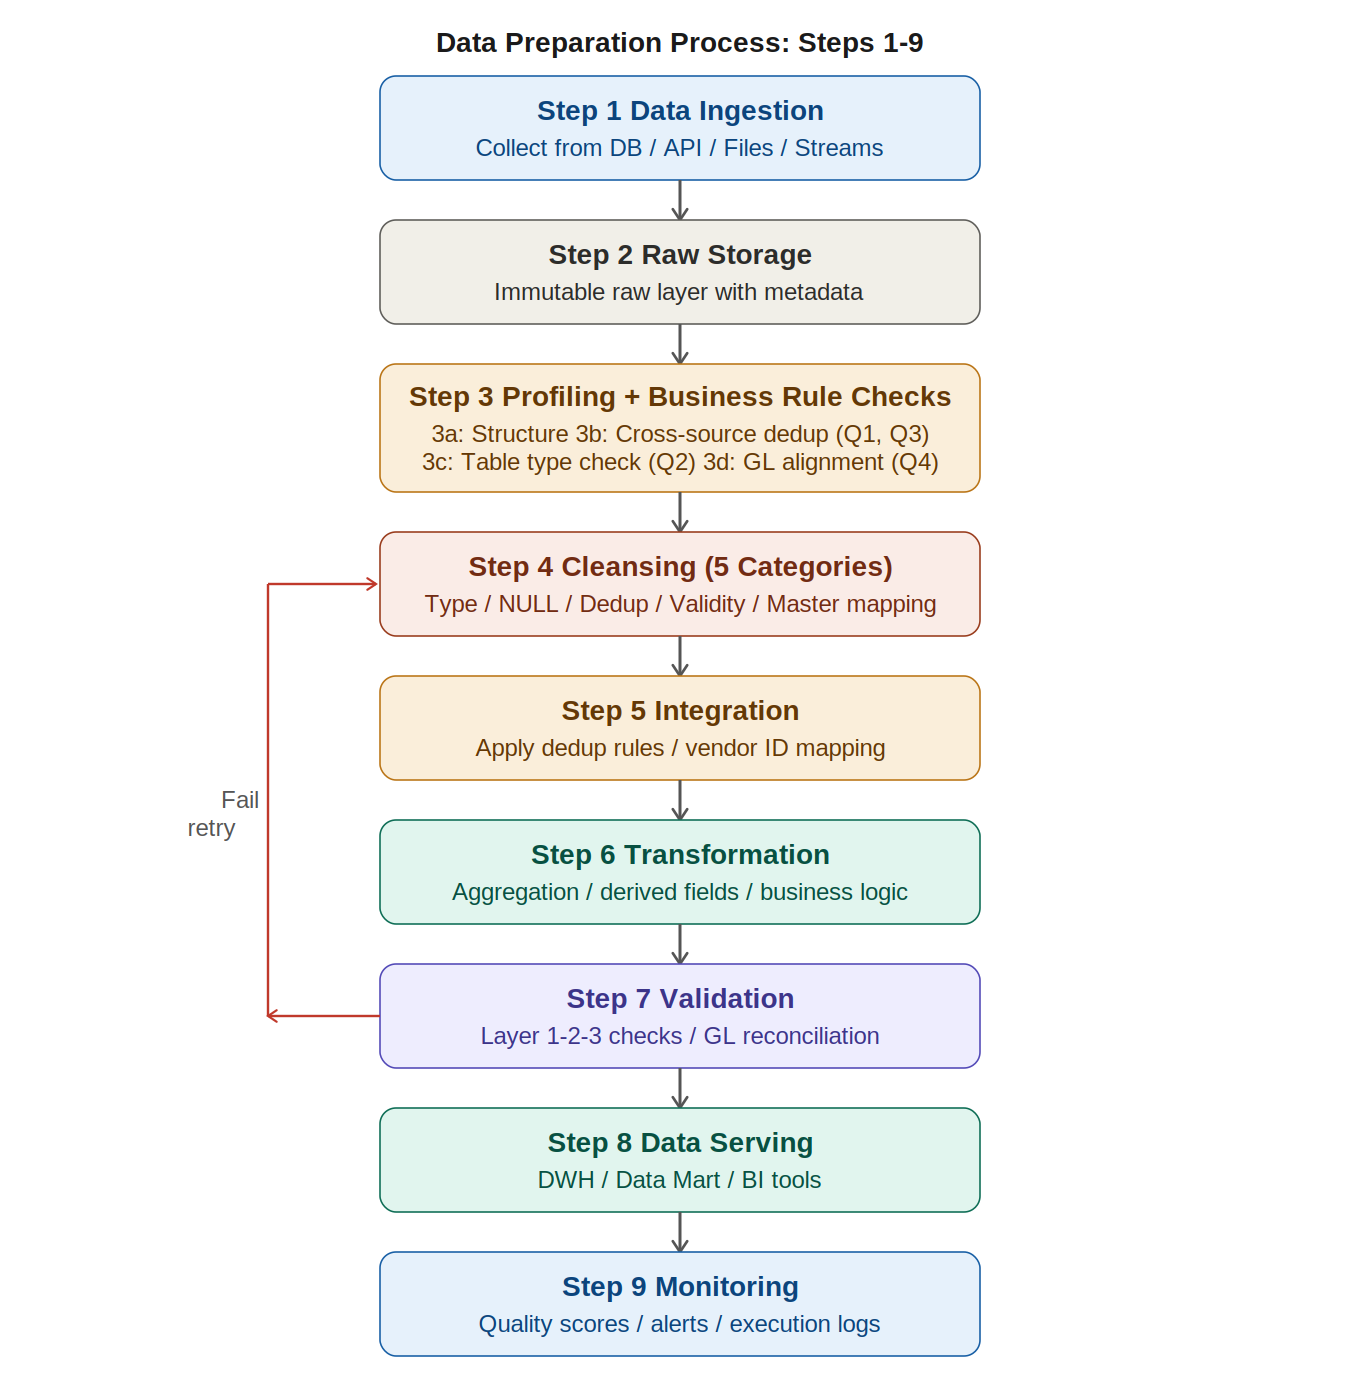 Data Preparation Process: Steps 1-9
Step 1 Data Ingestion
Collect from DB / API / Files / Streams
Step 2 Raw Storage
Immutable raw layer with metadata
Step 3 Profiling + Business Rule Checks
3a: Structure 3b: Cross-source dedup (Q1, Q3)
3c: Table type check (Q2) 3d: GL alignment (Q4)
Step 4 Cleansing (5 Categories)
Type / NULL / Dedup / Validity / Master mapping
Step 5 Integration
Apply dedup rules / vendor ID mapping
Fail
retry
Step 6 Transformation
Aggregation / derived fields / business logic
Step 7 Validation
Layer 1-2-3 checks / GL reconciliation
Step 8 Data Serving
DWH / Data Mart / BI tools
Step 9 Monitoring
Quality scores / alerts / execution logs